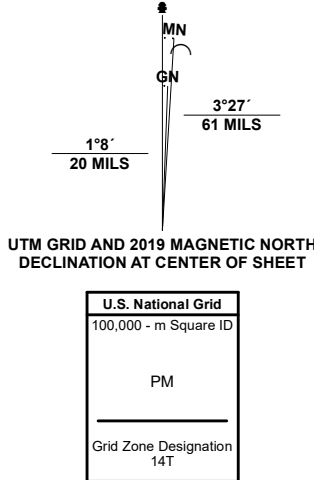 MN
GN
3°27´
61 MILS
1°8´
20 MILS
UTM GRID AND 2019 MAGNETIC NORTH
DECLINATION AT CENTER OF SHEET
U.S. National Grid
100,000 - m Square ID
PM
Grid Zone Designation
14T